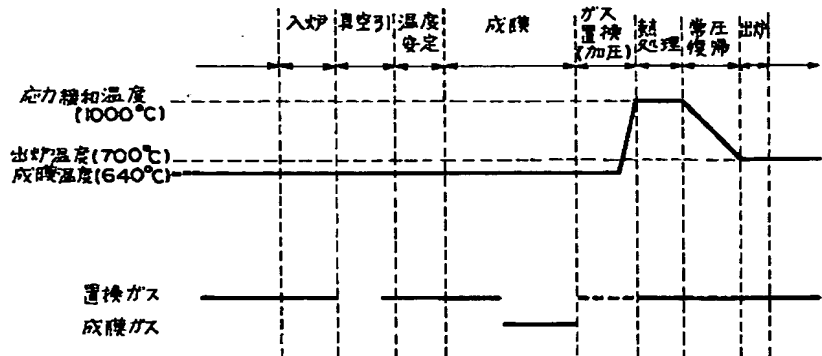 入炉
真空引
温度
安定
成膜
ガス
置換
(加圧)
熱
処理
常圧
復帰
出炉
応力緩和温度
(1000℃)
出炉温度(700℃)
成膜温度(640℃)
置換ガス
成膜ガス